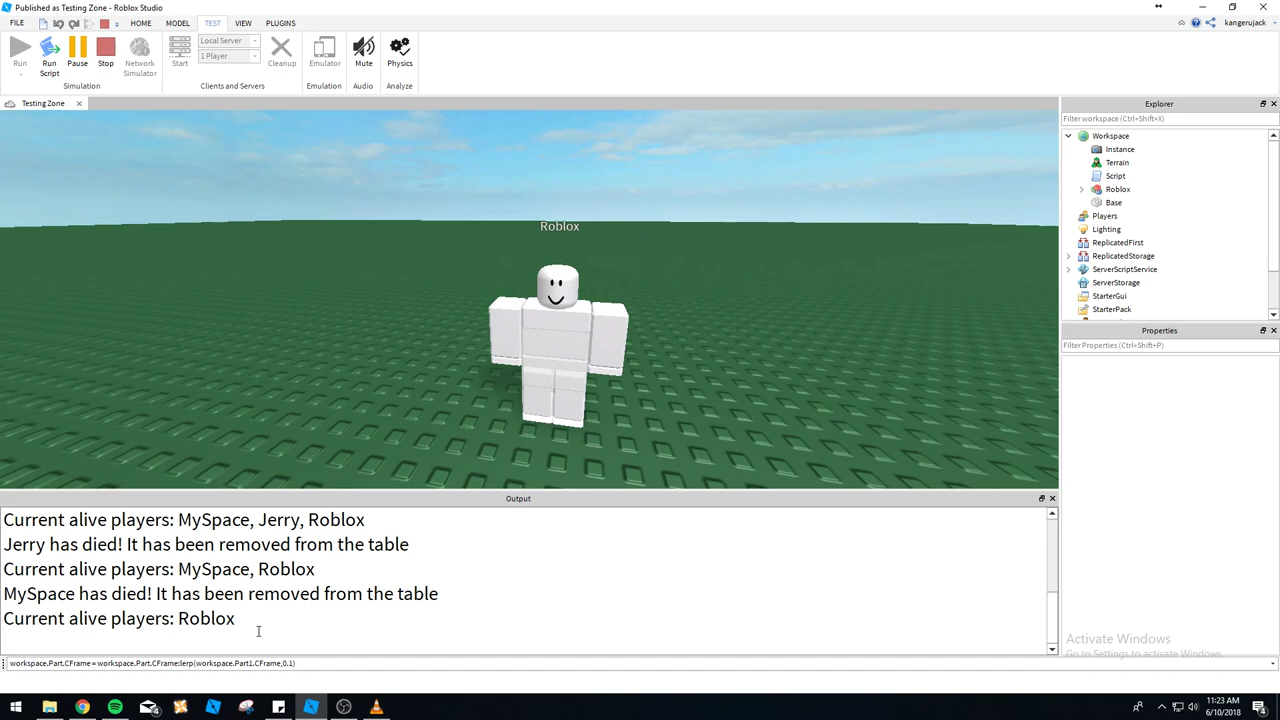 Published as Testing Zone - Roblox Studio
FILE HOME MODEL TEST VIEW PLUGINS kangerujack
Run
Run Script
Pause
Stop
Network Simulator
Simulation
Start
Local Server
1 Player
Cleanup
Clients and Servers
Emulator
Emulation
Mute
Audio
Physics
Analyze
Testing Zone
Roblox
Explorer
Filter workspace (Ctrl+Shift+X)
Workspace
Instance
Terrain
Script
Roblox
Base
Players
Lighting
ReplicatedFirst
ReplicatedStorage
ServerScriptService
ServerStorage
StarterGui
StarterPack
Properties
Filter Properties (Ctrl+Shift+P)
Output
Current alive players: MySpace, Jerry, Roblox
Jerry has died! It has been removed from the table
Current alive players: MySpace, Roblox
MySpace has died! It has been removed from the table
Current alive players: Roblox
workspace.Part.CFrame = workspace.Part.CFrame:lerp(workspace.Part1.CFrame,0.1)
Activate Windows
Go to Settings to activate Windows.
4
11:23 AM
6/10/2018
4